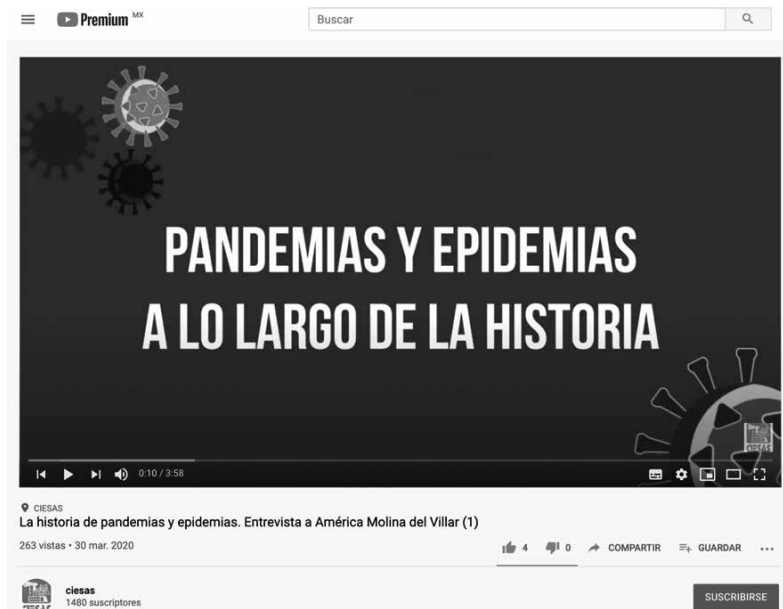 Premium MX
Buscar
PANDEMIAS Y EPIDEMIAS
A LO LARGO DE LA HISTORIA
CIESAS
0:10 / 3:58
CIESAS
La historia de pandemias y epidemias. Entrevista a América Molina del Villar (1)
263 vistas • 30 mar. 2020
4 0 COMPARTIR GUARDAR
ciesas
1480 suscriptores
SUSCRIBIRSE